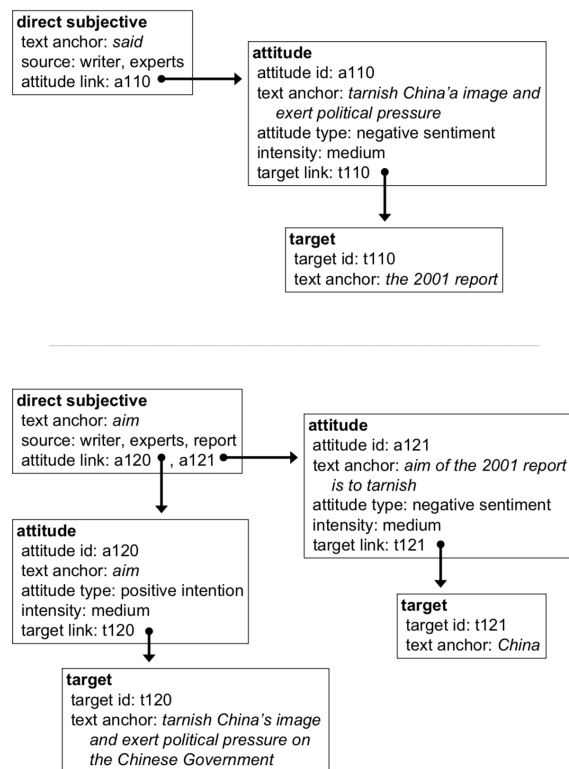 direct subjective
text anchor: said
source: writer, experts
attitude link: a110
attitude
attitude id: a110
text anchor: tarnish China'a image and
exert political pressure
attitude type: negative sentiment
intensity: medium
target link: t110
target
target id: t110
text anchor: the 2001 report
direct subjective
text anchor: aim
source: writer, experts, report
attitude link: a120 , a121
attitude
attitude id: a121
text anchor: aim of the 2001 report
is to tarnish
attitude type: negative sentiment
intensity: medium
target link: t121
attitude
attitude id: a120
text anchor: aim
attitude type: positive intention
intensity: medium
target link: t120
target
target id: t121
text anchor: China
target
target id: t120
text anchor: tarnish China's image
and exert political pressure on
the Chinese Government